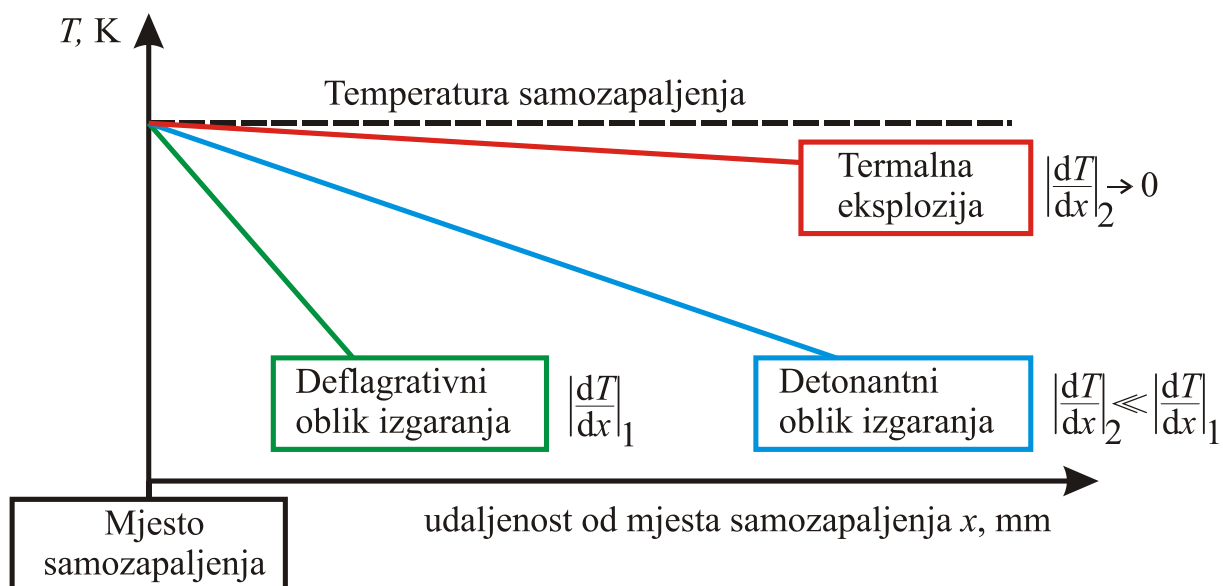 T, K
Temperatura samozapaljenja
Termalna
eksplozija
|dT/dx|₂ → 0
Deflagrativni
oblik izgaranja
|dT/dx|₁
Detonantni
oblik izgaranja
|dT/dx|₂ ≪ |dT/dx|₁
Mjesto
samozapaljenja
udaljenost od mjesta samozapaljenja x, mm